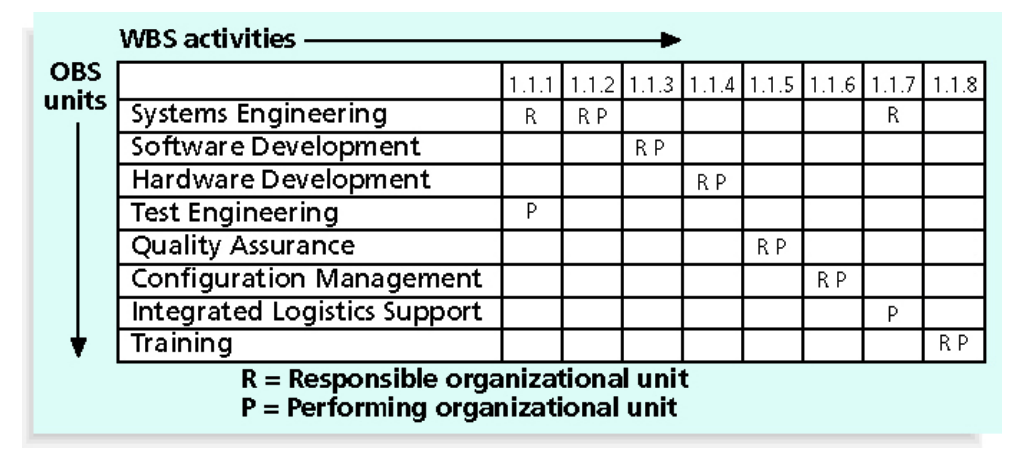 WBS activities
OBS units
1.1.1 1.1.2 1.1.3 1.1.4 1.1.5 1.1.6 1.1.7 1.1.8
Systems Engineering R R P R
Software Development R P
Hardware Development R P
Test Engineering P
Quality Assurance R P
Configuration Management R P
Integrated Logistics Support P
Training R P
R = Responsible organizational unit
P = Performing organizational unit